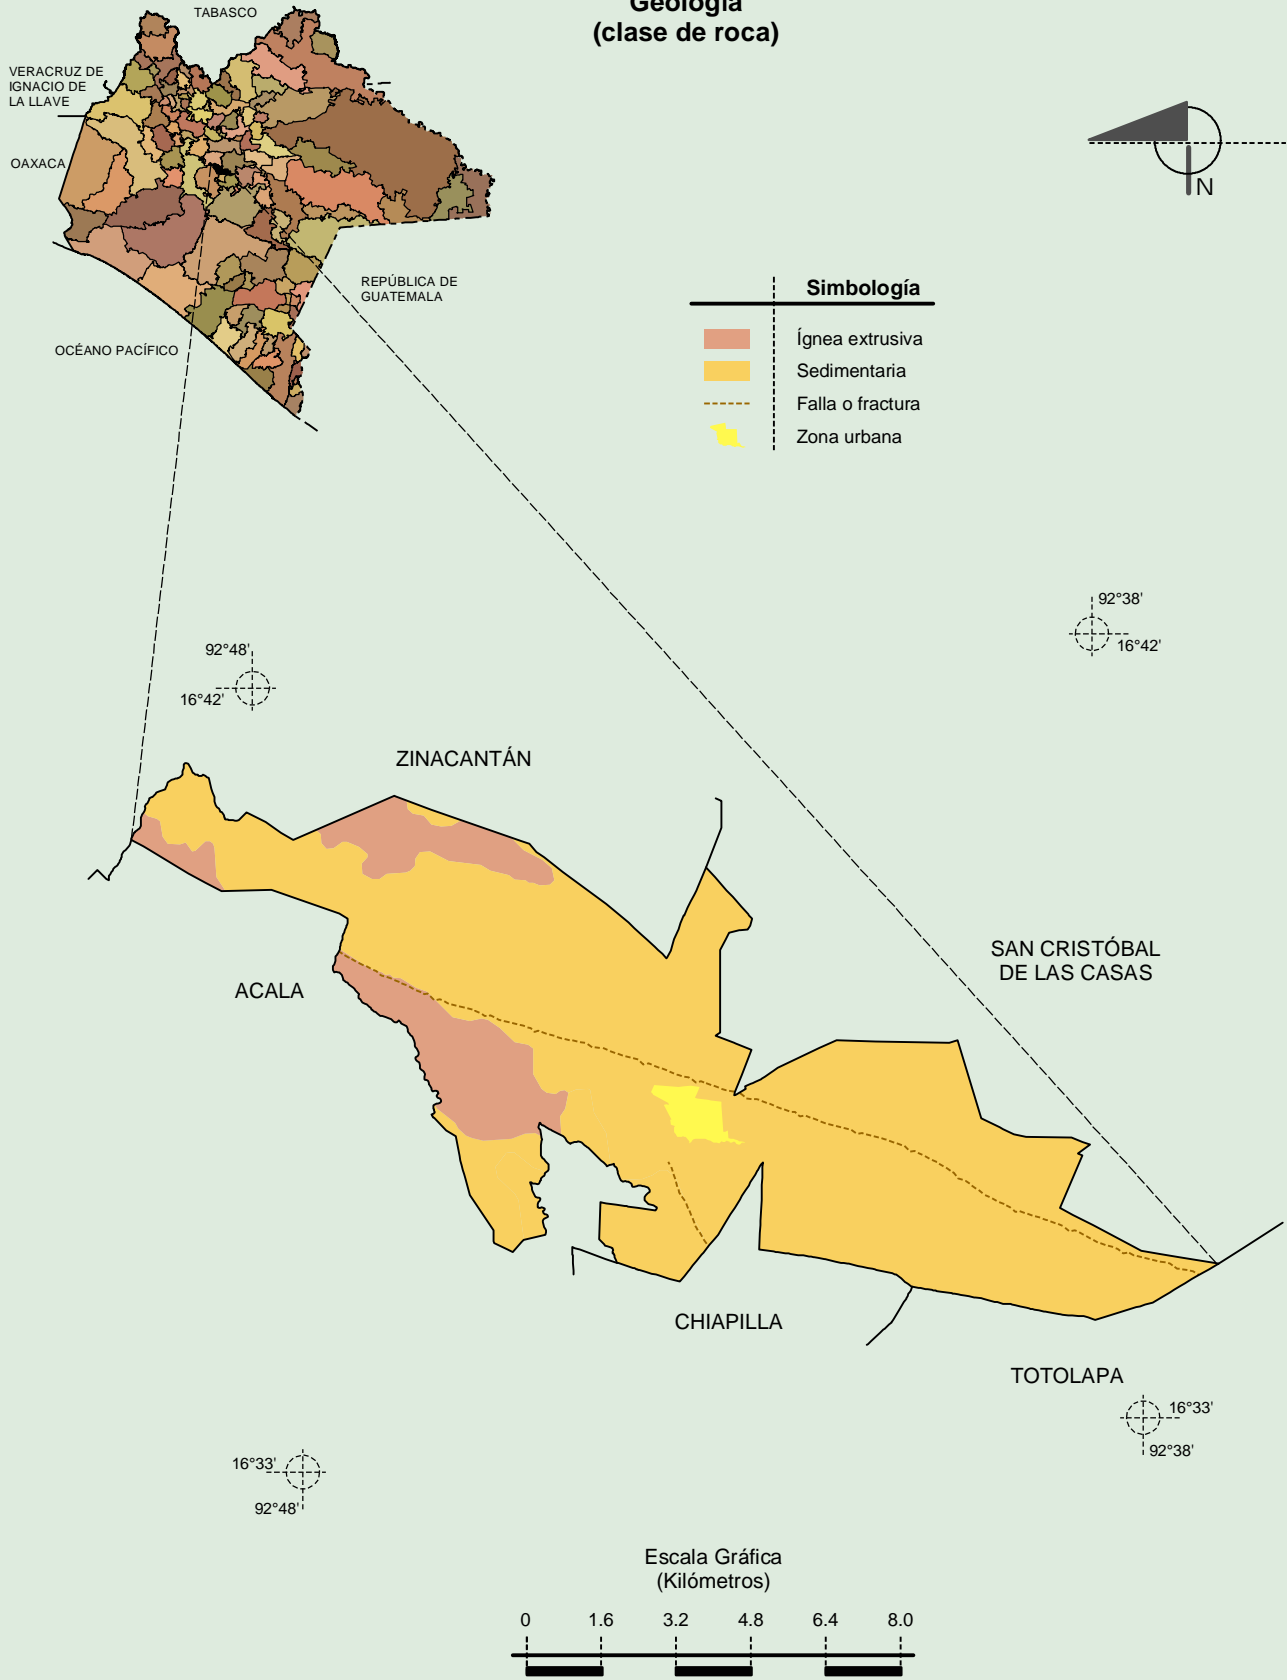 Geología
(clase de roca)
TABASCO
VERACRUZ DE
IGNACIO DE
LA LLAVE
OAXACA
REPÚBLICA DE
GUATEMALA
OCÉANO PACÍFICO
N
Simbología
Ígnea extrusiva
Sedimentaria
Falla o fractura
Zona urbana
92°38'
16°42'
92°48'
16°42'
ZINACANTÁN
SAN CRISTÓBAL
DE LAS CASAS
ACALA
CHIAPILLA
TOTOLAPA
16°33'
92°38'
16°33'
92°48'
Escala Gráfica
(Kilómetros)
0 1.6 3.2 4.8 6.4 8.0